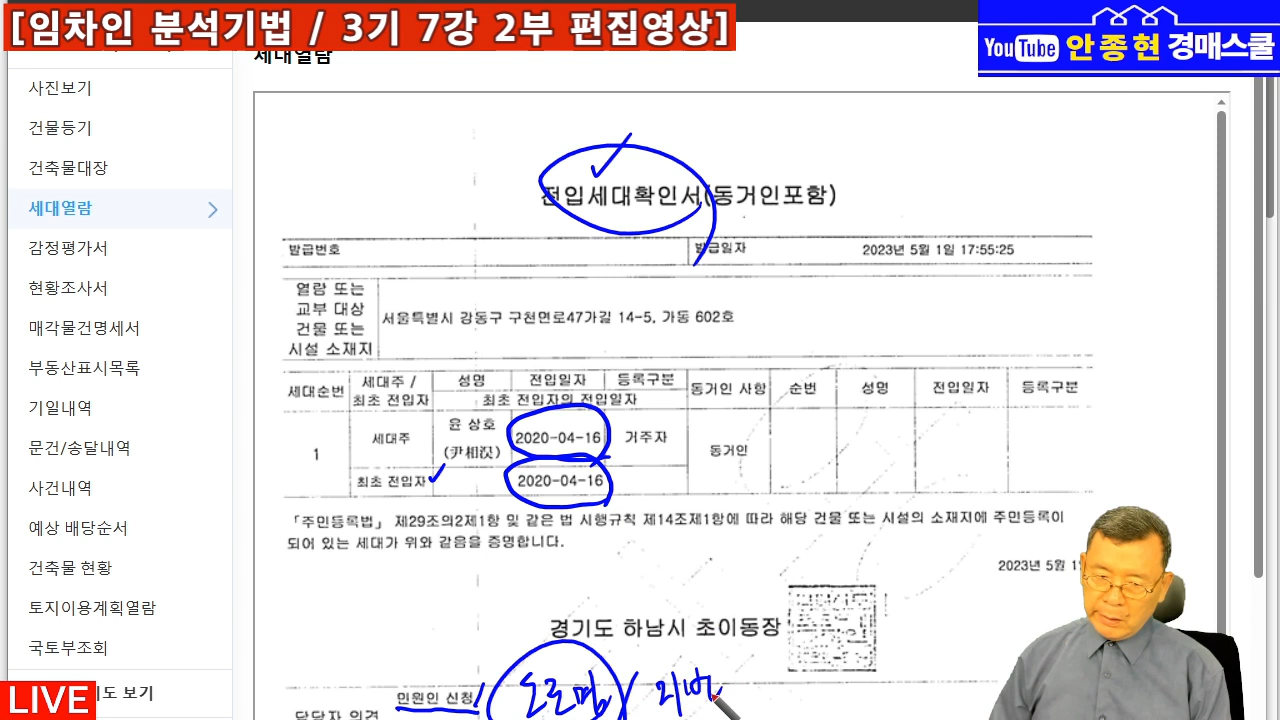 [임차인 분석기법 / 3기 7강 2부 편집영상]
YouTube 안종현 경매스쿨
세대열람
사진보기
건물등기
건축물대장
세대열람
감정평가서
현황조사서
매각물건명세서
부동산표시목록
기일내역
문건/송달내역
사건내역
예상 배당순서
건축물 현황
토지이용계획열람
국토부조회
지도 보기
LIVE
전입세대확인서(동거인포함)
발급번호 발급일자 2023년 5월 1일 17:55:25
열람 또는
교부 대상
건물 또는
시설 소재지
서울특별시 강동구 구천면로47가길 14-5, 가동 602호
세대순번 세대주 / 성명 전입일자 등록구분 동거인 사항 순번 성명 전입일자 등록구분
최초 전입자 최초 전입자의 전입일자
1 세대주 윤 상호 2020-04-16 거주자 동거인
최초 전입자 2020-04-16
「주민등록법」 제29조의2제1항 및 같은 법 시행규칙 제14조제1항에 따라 해당 건물 또는 시설의 소재지에 주민등록이
되어 있는 세대가 위와 같음을 증명합니다.
2023년 5월 1
경기도 하남시 초이동장
민원인 신청 도로명 / 지번
담당자 의견